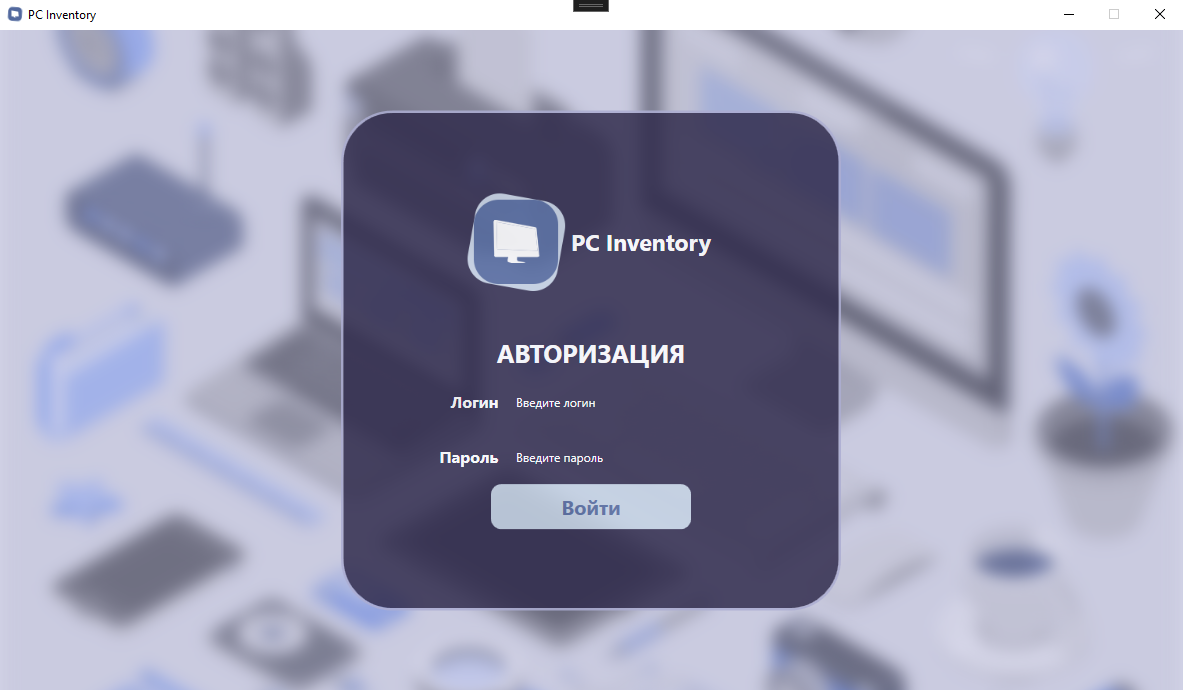 PC Inventory
PC Inventory
АВТОРИЗАЦИЯ
Логин Введите логин
Пароль Введите пароль
Войти